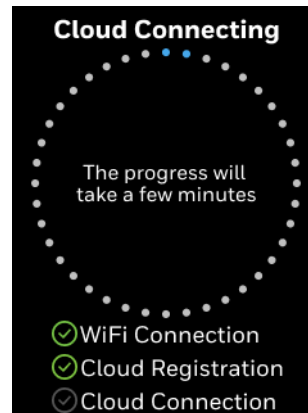 Cloud Connecting
The progress will
take a few minutes
WiFi Connection
Cloud Registration
Cloud Connection